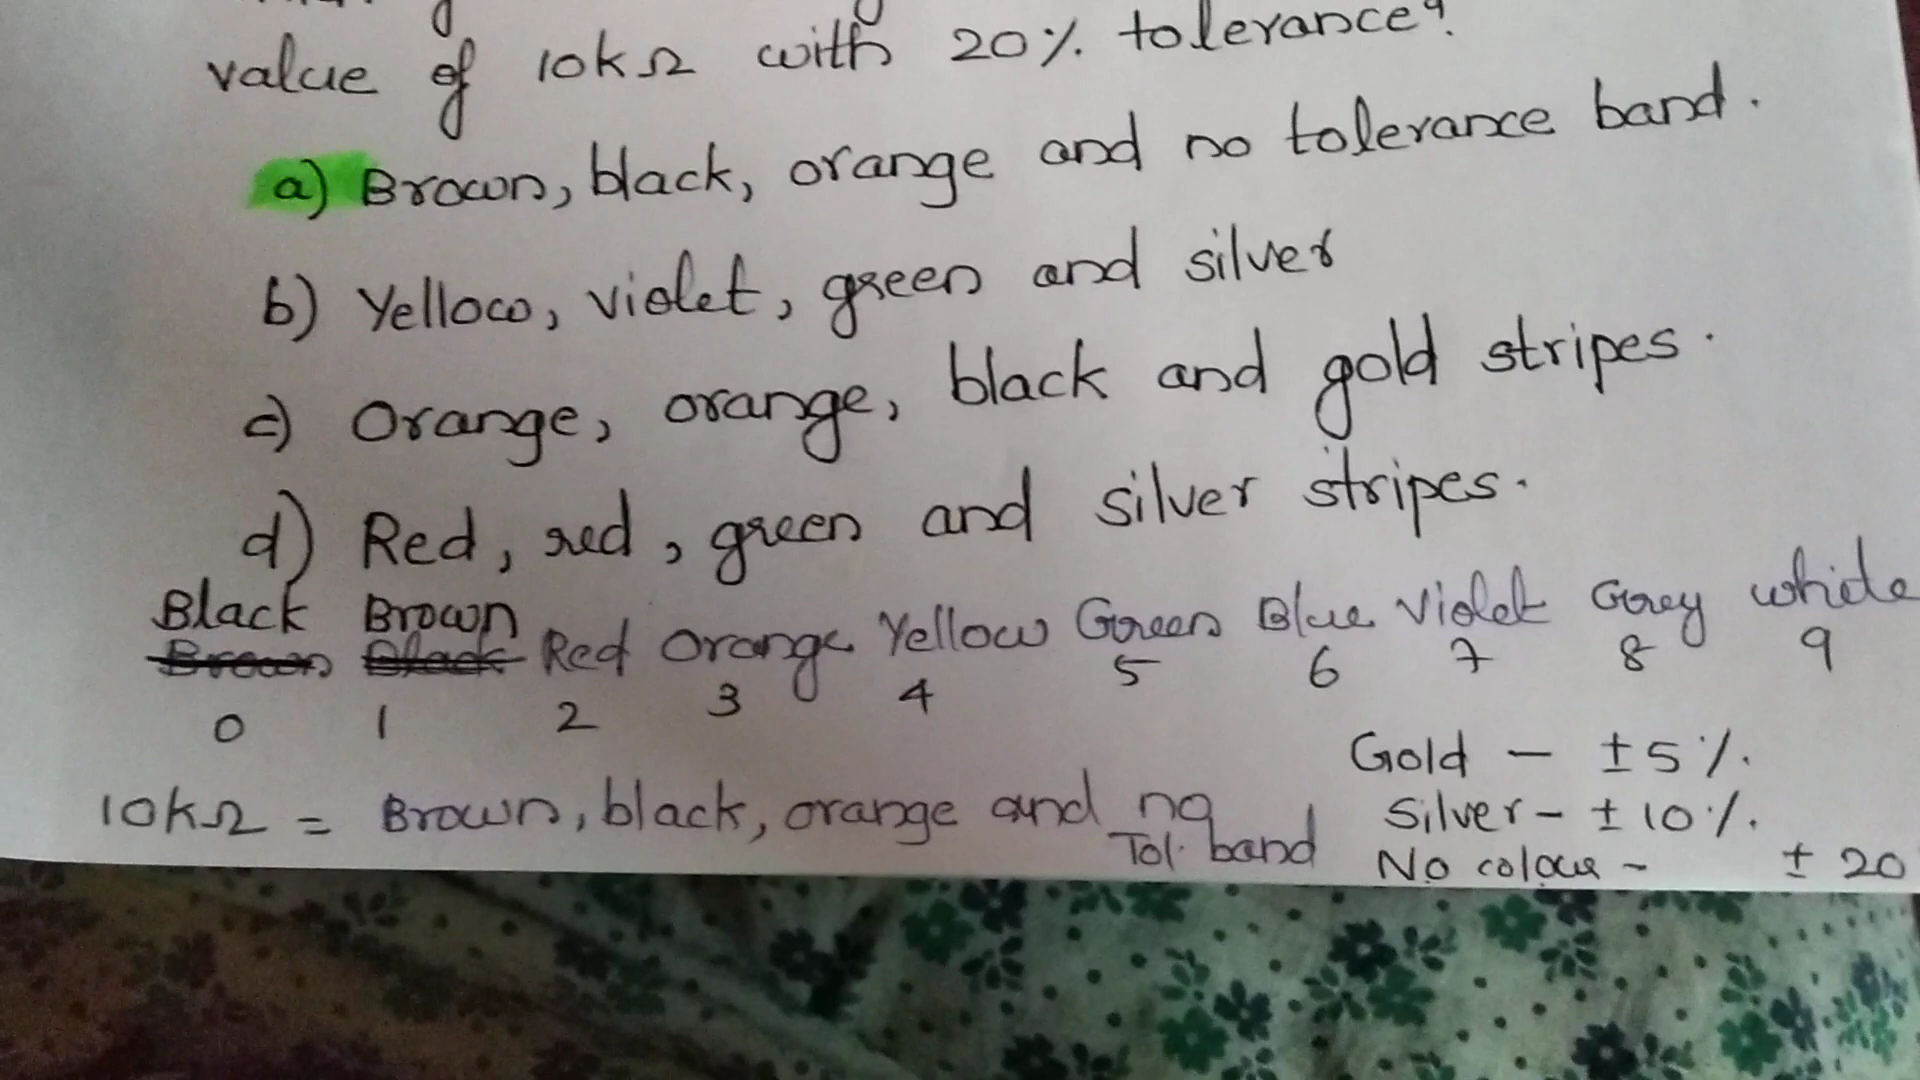 value of 10kΩ with 20% tolerance?
a) Brown, black, orange and no tolerance band.
b) Yellow, violet, green and silver
c) Orange, orange, black and gold stripes.
d) Red, red, green and silver stripes.
Black Brown
Brown Black Red Orange Yellow Green Blue Violet Grey white
0 1 2 3 4 5 6 7 8 9
Gold - ±5%.
10kΩ = Brown, black, orange and no Tol. band
Silver - ±10%.
No colour - ± 20